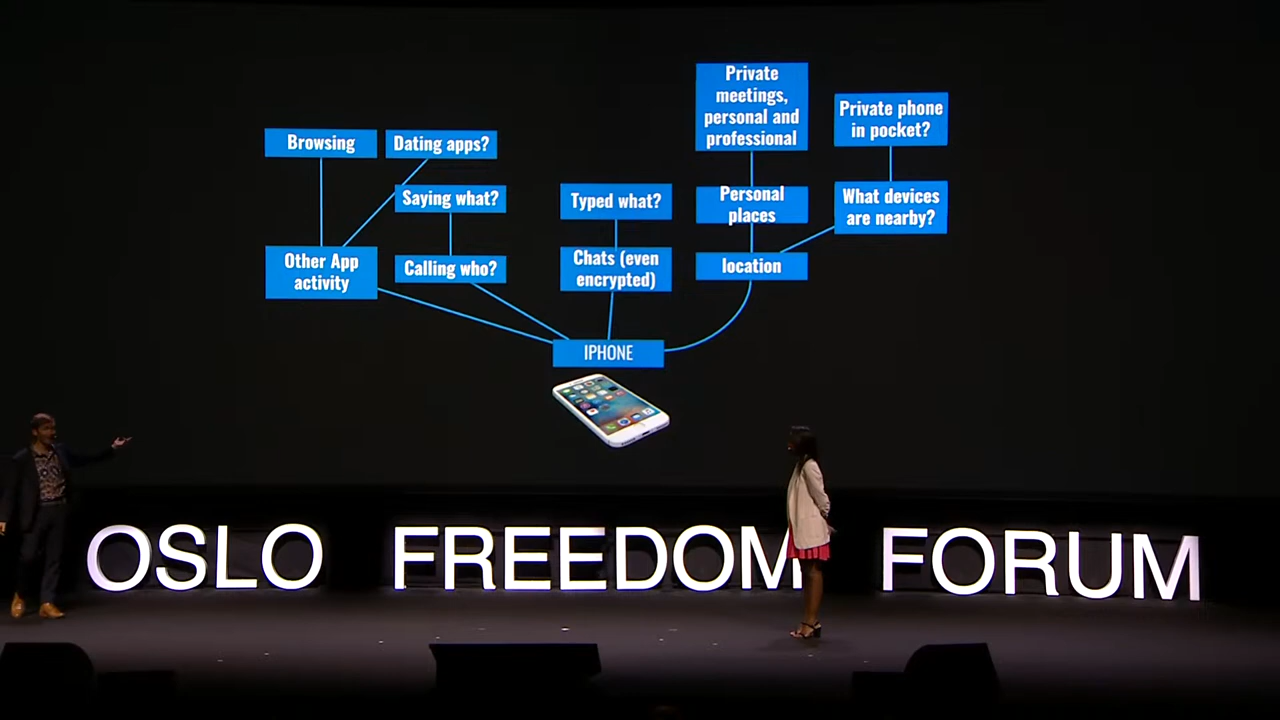 Private
meetings,
personal and
professional
Private phone
in pocket?
Browsing
Dating apps?
Saying what?
Typed what?
Personal
places
What devices
are nearby?
Other App
activity
Calling who?
Chats (even
encrypted)
location
IPHONE
OSLO FREEDOM FORUM